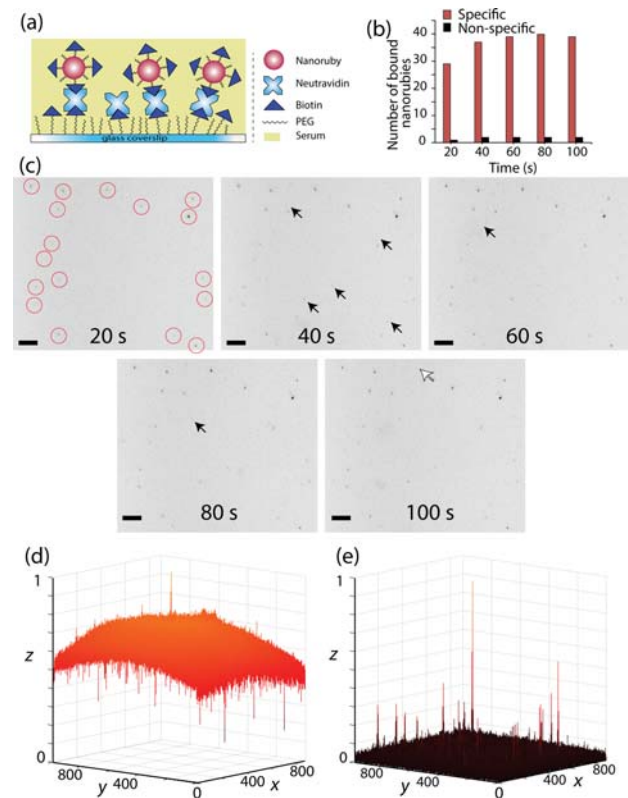 (a)
Nanoruby
Neutravidin
Biotin
PEG
Serum
glass coverslip
(b)
Specific
Non-specific
Number of bound
nanorubies
40
30
20
10
0
20 40 60 80 100
Time (s)
(c)
20 s
40 s
60 s
80 s
100 s
(d)
1
z
0
800
y
400
0
400
x
800
(e)
1
z
0
800
y
400
0
400
x
800